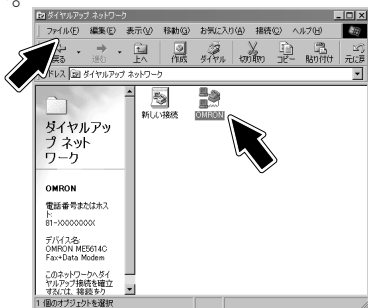 。
ダイヤルアップ ネットワーク
ファイル(F) 編集(E) 表示(V) 移動(G) お気に入り(A) 接続(C) ヘルプ(H)
戻る 進む 上へ 作成 ダイヤル 切り取り コピー 貼り付け 元に戻
ドレス ダイヤルアップ ネットワーク
新しい接続 OMRON
ダイヤルアッ
プ ネット
ワーク
OMRON
電話番号またはホス
ト:
81-XXXXXXXX
デバイス名:
OMRON ME5614C
Fax+Data Modem
このネットワークへダイ
ヤルアップ接続を確立
するには、接続をク
1 個のオブジェクトを選択